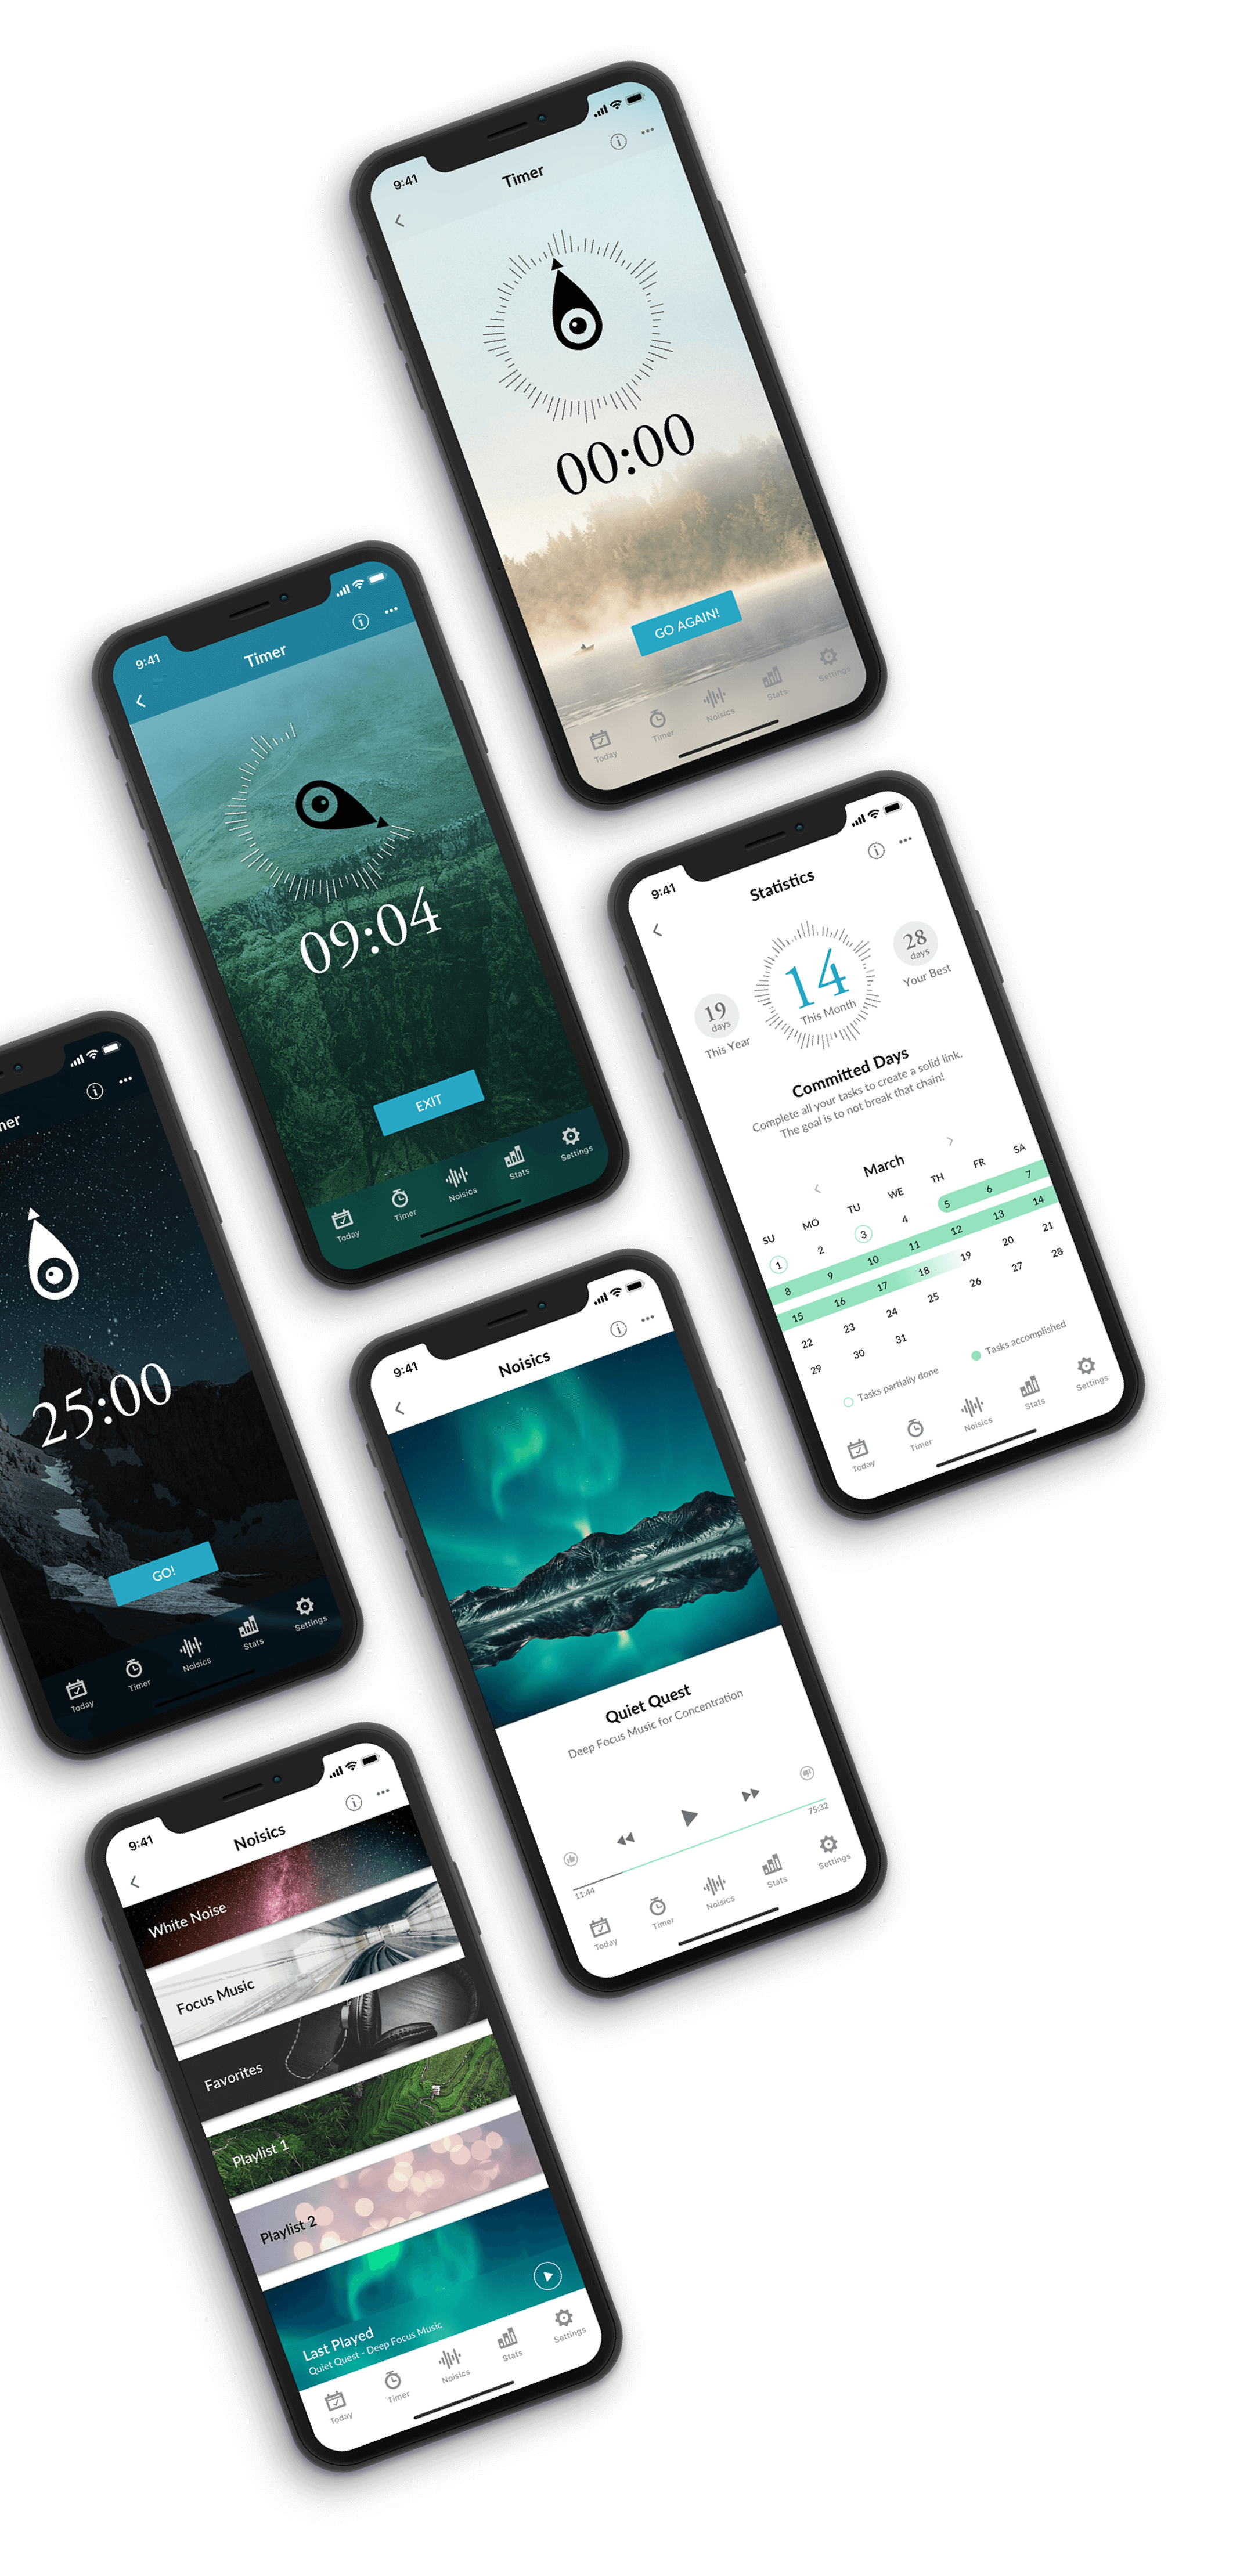 9:41
Timer
00:00
GO AGAIN!
Today
Timer
Noisics
Stats
Settings
9:41
Timer
09:04
EXIT
Today
Timer
Noisics
Stats
Settings
9:41
Statistics
19
days
This Year
14
This Month
28
days
Your Best
Committed Days
Complete all your tasks to create a solid link.
The goal is to not break that chain!
March
SU MO TU WE TH FR SA
1 2 3 4 5 6 7
8 9 10 11 12 13 14
15 16 17 18 19 20 21
22 23 24 25 26 27 28
29 30 31
Tasks partially done
Tasks accomplished
Today
Timer
Noisics
Stats
Settings
mer
25:00
GO!
Today
Timer
Noisics
Stats
Settings
9:41
Noisics
Quiet Quest
Deep Focus Music for Concentration
11:44
75:32
Today
Timer
Noisics
Stats
Settings
9:41
Noisics
White Noise
Focus Music
Favorites
Playlist 1
Playlist 2
Last Played
Quiet Quest - Deep Focus Music
Today
Timer
Noisics
Stats
Settings